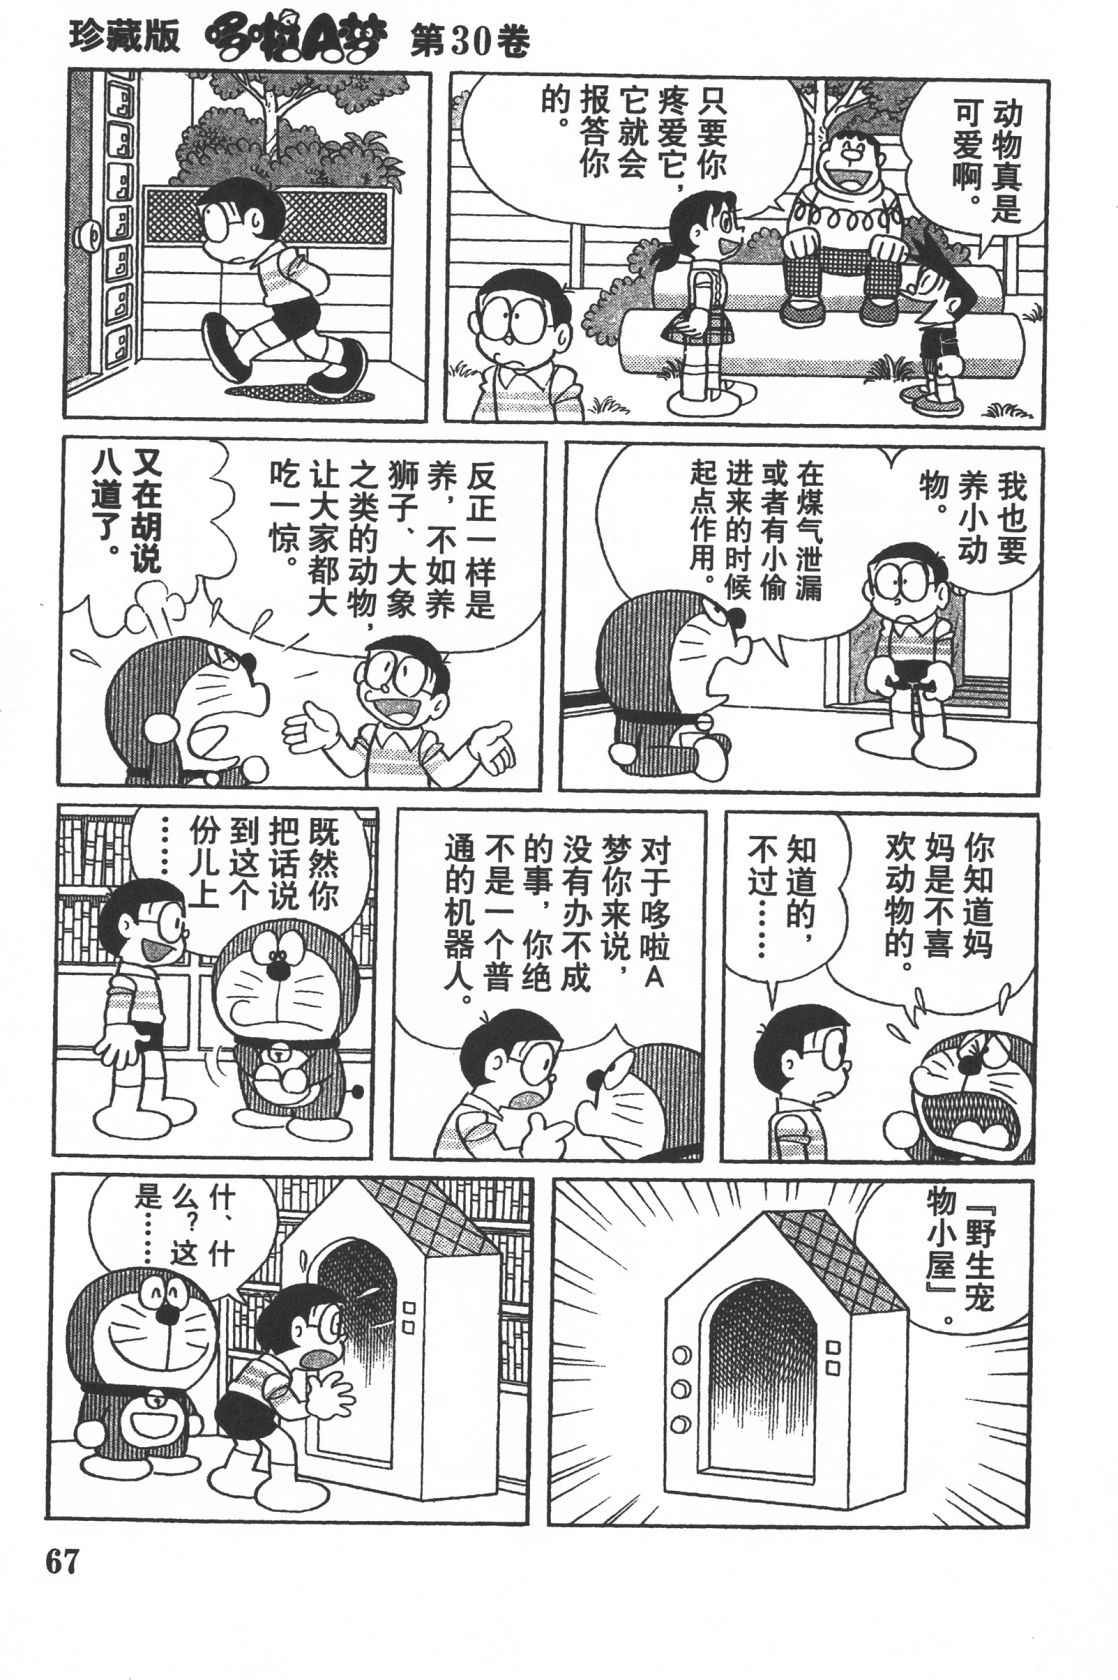 珍藏版 哆啦A梦 第30卷
动物真是
可爱啊。
只要你
疼爱它，
它就会
报答你
的。
我也要
养小动
物。
在煤气泄漏
或者有小偷
进来的时候
起点作用。
反正一样是
养，不如养
狮子、大象
之类的动物，
让大家都大
吃一惊。
又在胡说
八道了。
你知道妈
妈是不喜
欢动物的。
知道的，
不过……
对于哆啦A
梦你来说，
没有办不成
的事，你绝
不是一个普
通的机器人。
既然你
把话说
到这个
份儿上
……
『野生宠
物小屋』。
什、什
么？这
是……
67